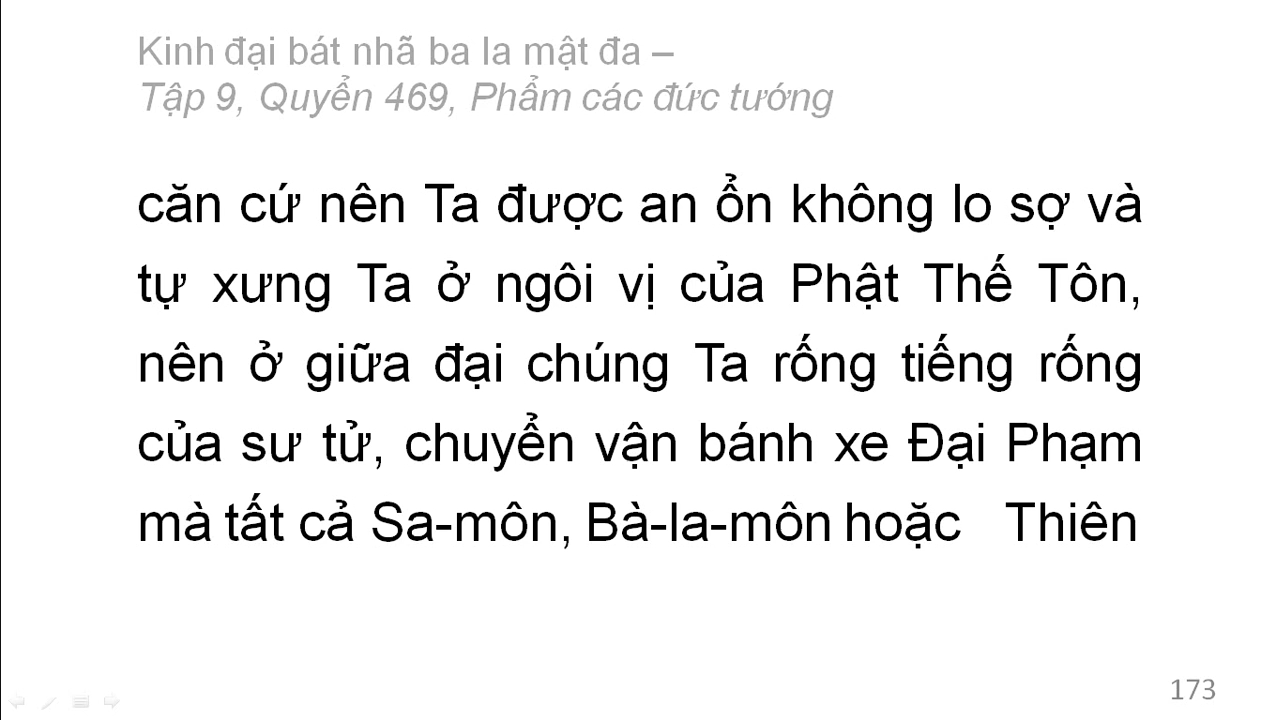 Kinh đại bát nhã ba la mật đa –
Tập 9, Quyển 469, Phẩm các đức tướng
căn cứ nên Ta được an ổn không lo sợ và
tự xưng Ta ở ngôi vị của Phật Thế Tôn,
nên ở giữa đại chúng Ta rống tiếng rống
của sư tử, chuyển vận bánh xe Đại Phạm
mà tất cả Sa-môn, Bà-la-môn hoặc Thiên
173